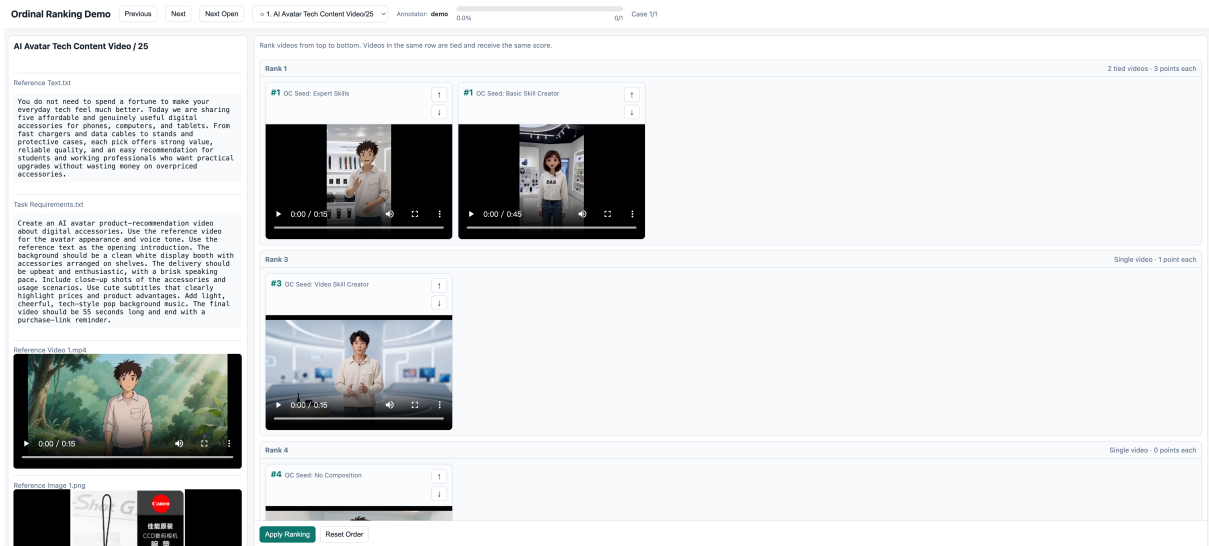 Ordinal Ranking Demo Previous Next Next Open ○ 1. AI Avatar Tech Content Video/25 Annotator: demo 0.0% 0/1 Case 1/1
AI Avatar Tech Content Video / 25
Reference Text.txt
You do not need to spend a fortune to make your
everyday tech feel much better. Today we are sharing
five affordable and genuinely useful digital
accessories for phones, computers, and tablets. From
fast chargers and data cables to stands and
protective cases, each pick offers strong value,
reliable quality, and an easy recommendation for
students and working professionals who want practical
upgrades without wasting money on overpriced
accessories.
Task Requirements.txt
Create an AI avatar product-recommendation video
about digital accessories. Use the reference video
for the avatar appearance and voice tone. Use the
reference text as the opening introduction. The
background should be a clean white display booth with
accessories arranged on shelves. The delivery should
be upbeat and enthusiastic, with a brisk speaking
pace. Include close-up shots of the accessories and
usage scenarios. Use cute subtitles that clearly
highlight prices and product advantages. Add light,
cheerful, tech-style pop background music. The final
video should be 55 seconds long and end with a
purchase-link reminder.
Reference Video 1.mp4
0:00 / 0:15
Reference Image 1.png
Shot G
Canon
佳能原装
CCD数码相机
Rank videos from top to bottom. Videos in the same row are tied and receive the same score.
Rank 1 2 tied videos · 3 points each
#1 OC Seed: Expert Skills ↑ ↓
0:00 / 0:15
#1 OC Seed: Basic Skill Creator ↑ ↓
0:00 / 0:45
Rank 3 Single video · 1 point each
#3 OC Seed: Video Skill Creator ↑ ↓
0:00 / 0:15
Rank 4 Single video · 0 points each
#4 OC Seed: No Composition ↑ ↓
Apply Ranking Reset Order